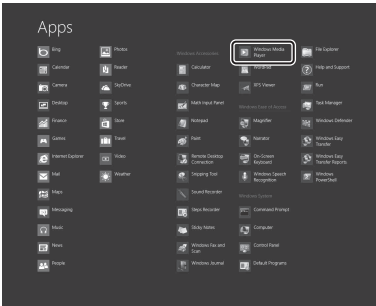 Apps
Bing
Calendar
Camera
Desktop
Finance
Games
Internet Explorer
Mail
Maps
Messaging
Music
News
People
Photos
Reader
SkyDrive
Sports
Store
Travel
Video
Weather
Windows Accessories
Calculator
Character Map
Math Input Panel
Notepad
Paint
Remote Desktop
Connection
Snipping Tool
Sound Recorder
Steps Recorder
Sticky Notes
Windows Fax and
Scan
Windows Journal
Windows Media
Player
WordPad
XPS Viewer
Windows Ease of Access
Magnifier
Narrator
On-Screen
Keyboard
Windows Speech
Recognition
Windows System
Command Prompt
Computer
Control Panel
Default Programs
File Explorer
Help and Support
Run
Task Manager
Windows Defender
Windows Easy
Transfer
Windows Easy
Transfer Reports
Windows
PowerShell